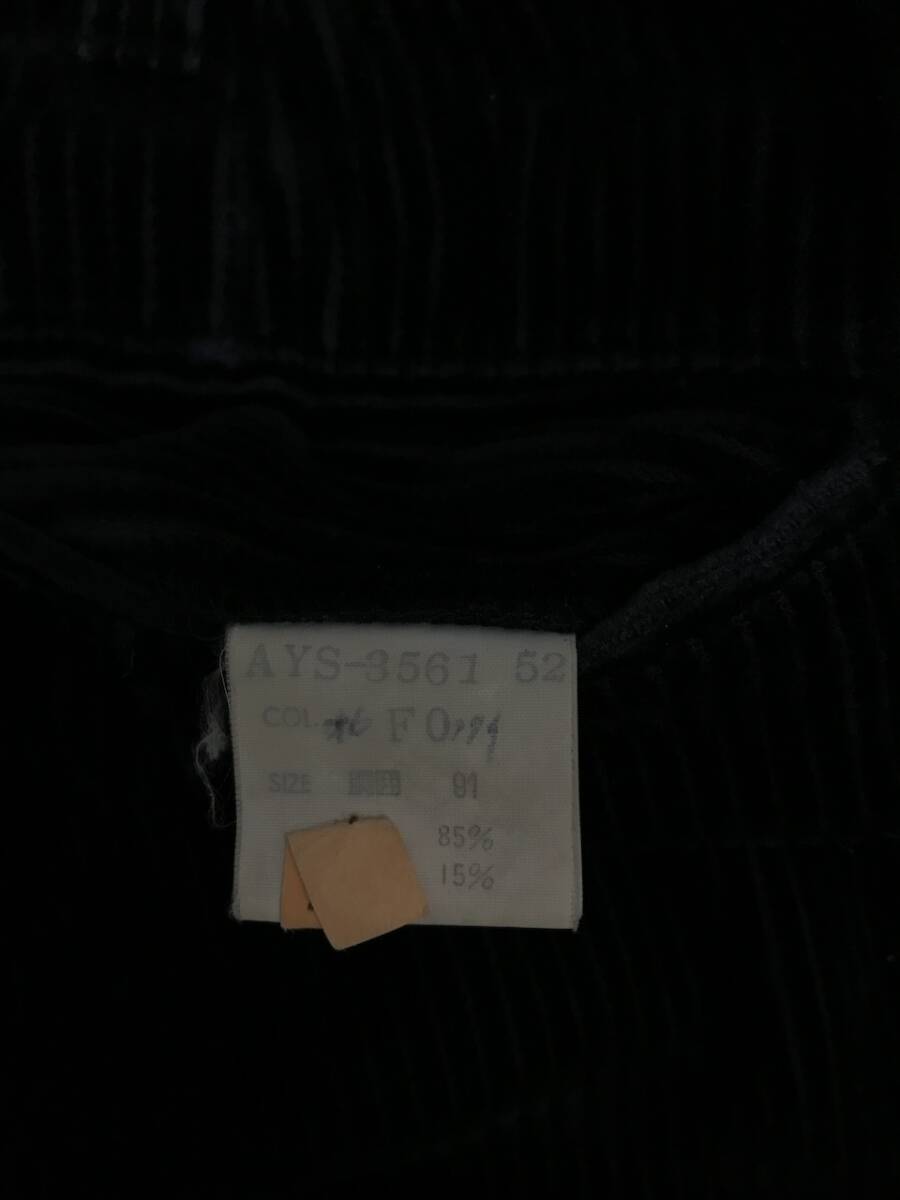 AYS-3561 52
COL. F0
SIZE 91
85%
15%